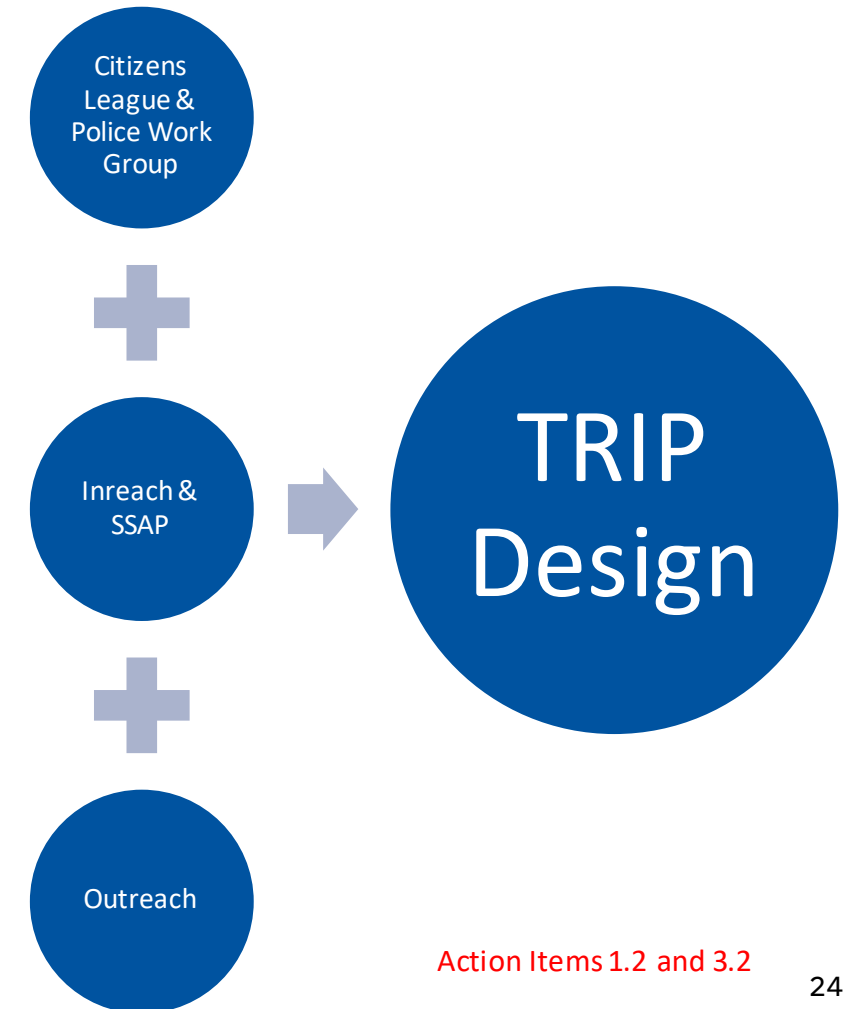 Citizens
League &
Police Work
Group
Inreach &
SSAP
Outreach
TRIP
Design
Action Items 1.2 and 3.2
24